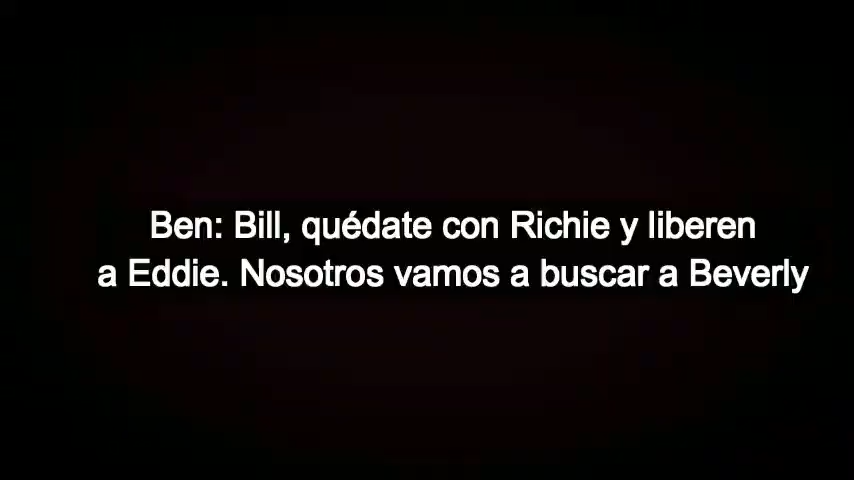 Ben: Bill, quédate con Richie y liberen
a Eddie. Nosotros vamos a buscar a Beverly